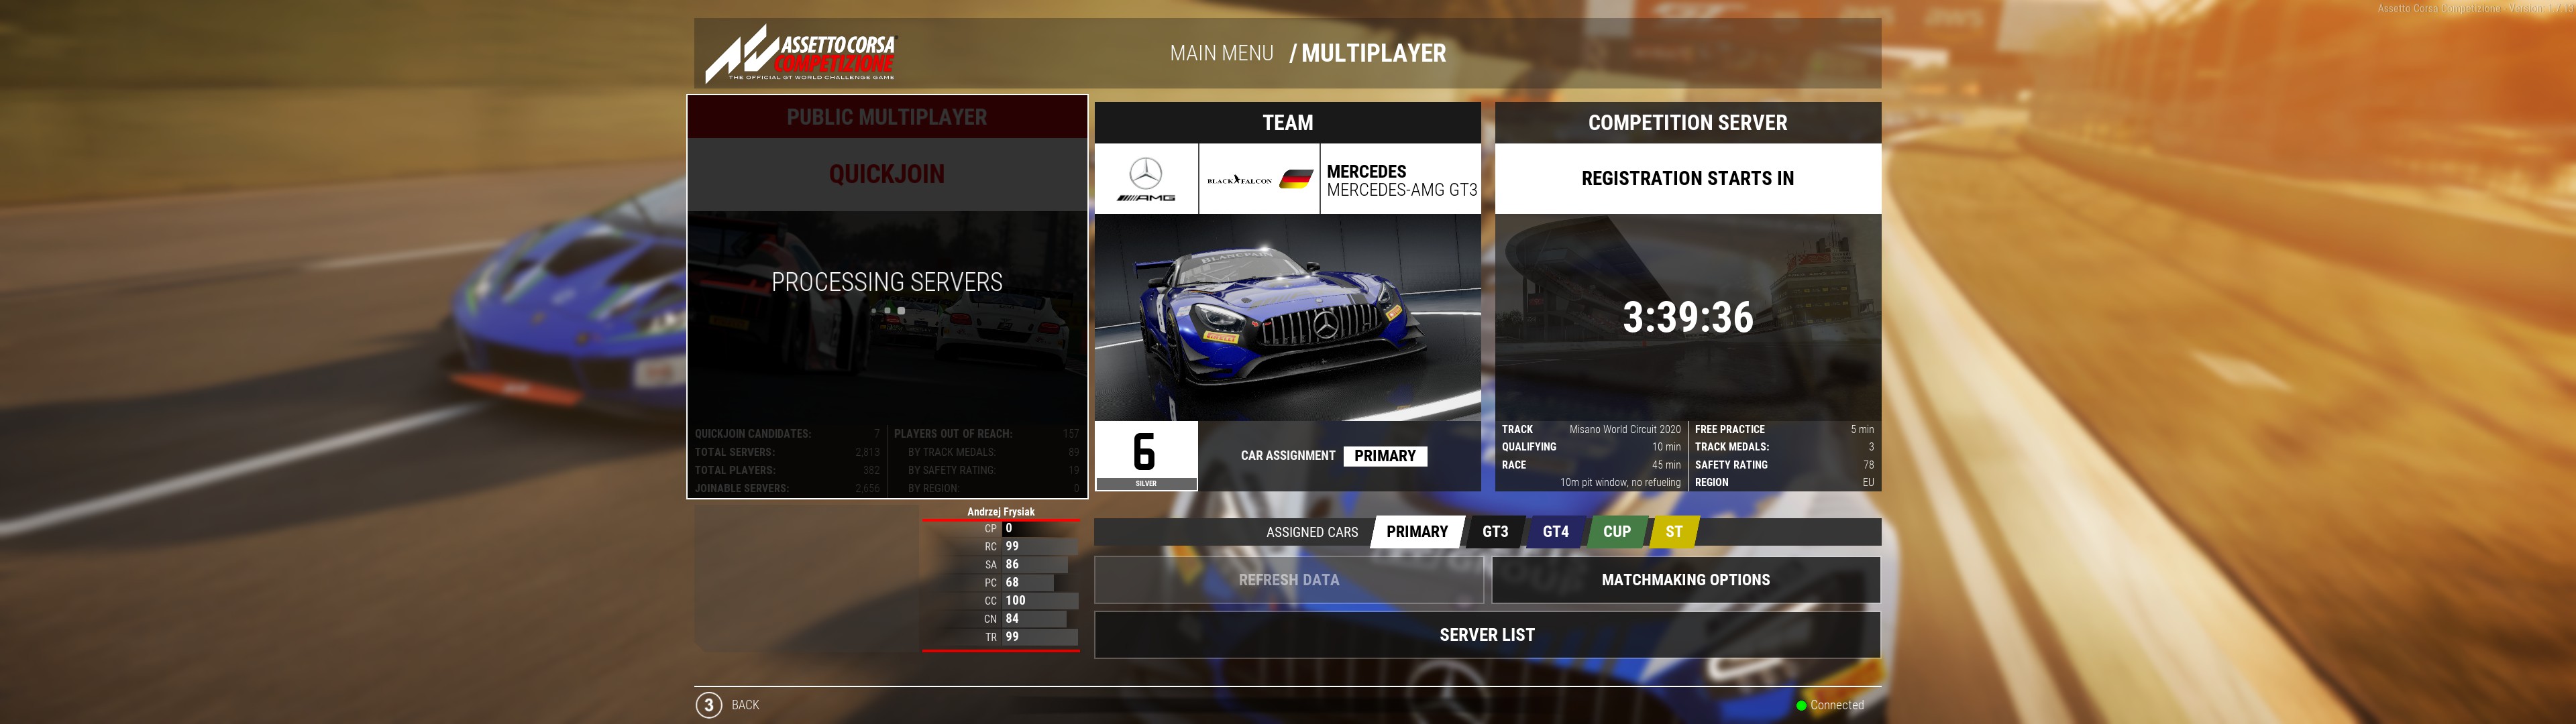 Assetto Corsa Competizione - Version:
ASSETTO CORSA
COMPETIZIONE
THE OFFICIAL GT WORLD CHALLENGE GAME
MAIN MENU / MULTIPLAYER
PUBLIC MULTIPLAYER
QUICKJOIN
PROCESSING SERVERS
QUICKJOIN CANDIDATES: 7 PLAYERS OUT OF REACH: 157
TOTAL SERVERS: 2,813 BY TRACK MEDALS: 89
TOTAL PLAYERS: 382 BY SAFETY RATING: 19
JOINABLE SERVERS: 2,656 BY REGION: 0
TEAM
AMG
BLACK FALCON
MERCEDES
MERCEDES-AMG GT3
BLANCPAIN
6
SILVER
CAR ASSIGNMENT PRIMARY
COMPETITION SERVER
REGISTRATION STARTS IN
3:39:36
TRACK Misano World Circuit 2020 FREE PRACTICE 5 min
QUALIFYING 10 min TRACK MEDALS: 3
RACE 45 min SAFETY RATING 78
10m pit window, no refueling REGION EU
Andrzej Frysiak
CP 0
RC 99
SA 86
PC 68
CC 100
CN 84
TR 99
ASSIGNED CARS PRIMARY GT3 GT4 CUP ST
REFRESH DATA MATCHMAKING OPTIONS
SERVER LIST
3 BACK
Connected